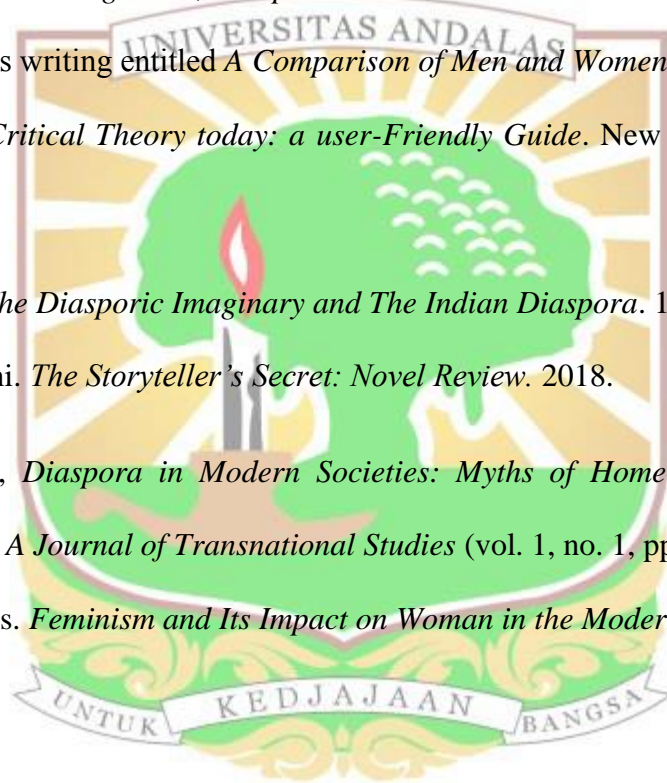 UNIVERSITAS ANDALAS
s writing entitled A Comparison of Men and Women
Critical Theory today: a user-Friendly Guide. New
he Diasporic Imaginary and The Indian Diaspora. 1
ni. The Storyteller's Secret: Novel Review. 2018.
, Diaspora in Modern Societies: Myths of Home
A Journal of Transnational Studies (vol. 1, no. 1, pp
s. Feminism and Its Impact on Woman in the Moder
UNTUK KEDJAJAAN BANGSA